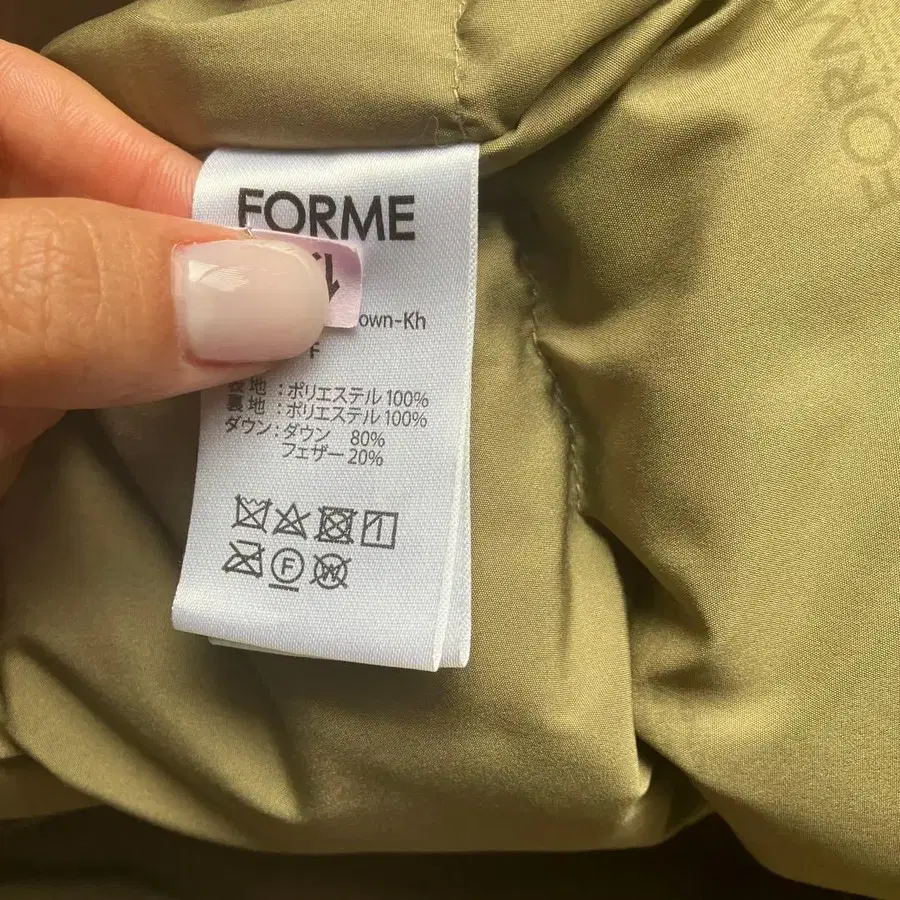 FORME
own-Kh
F
表地：ポリエステル 100%
裏地：ポリエステル 100%
ダウン：ダウン 80%
フェザー 20%
F
W
FORM